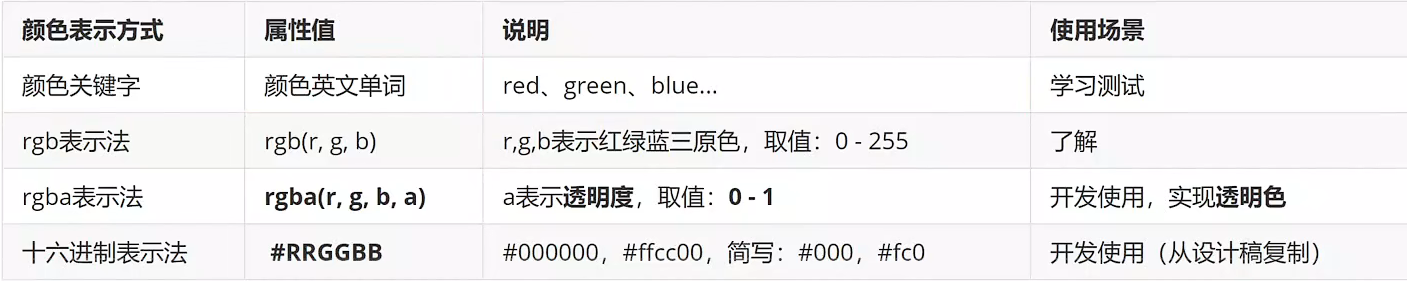 颜色表示方式 属性值 说明 使用场景
颜色关键字 颜色英文单词 red、green、blue... 学习测试
rgb表示法 rgb(r, g, b) r,g,b表示红绿蓝三原色，取值：0 - 255 了解
rgba表示法 rgba(r, g, b, a) a表示透明度，取值：0 - 1 开发使用，实现透明色
十六进制表示法 #RRGGBB #000000，#ffcc00，简写：#000，#fc0 开发使用（从设计稿复制）